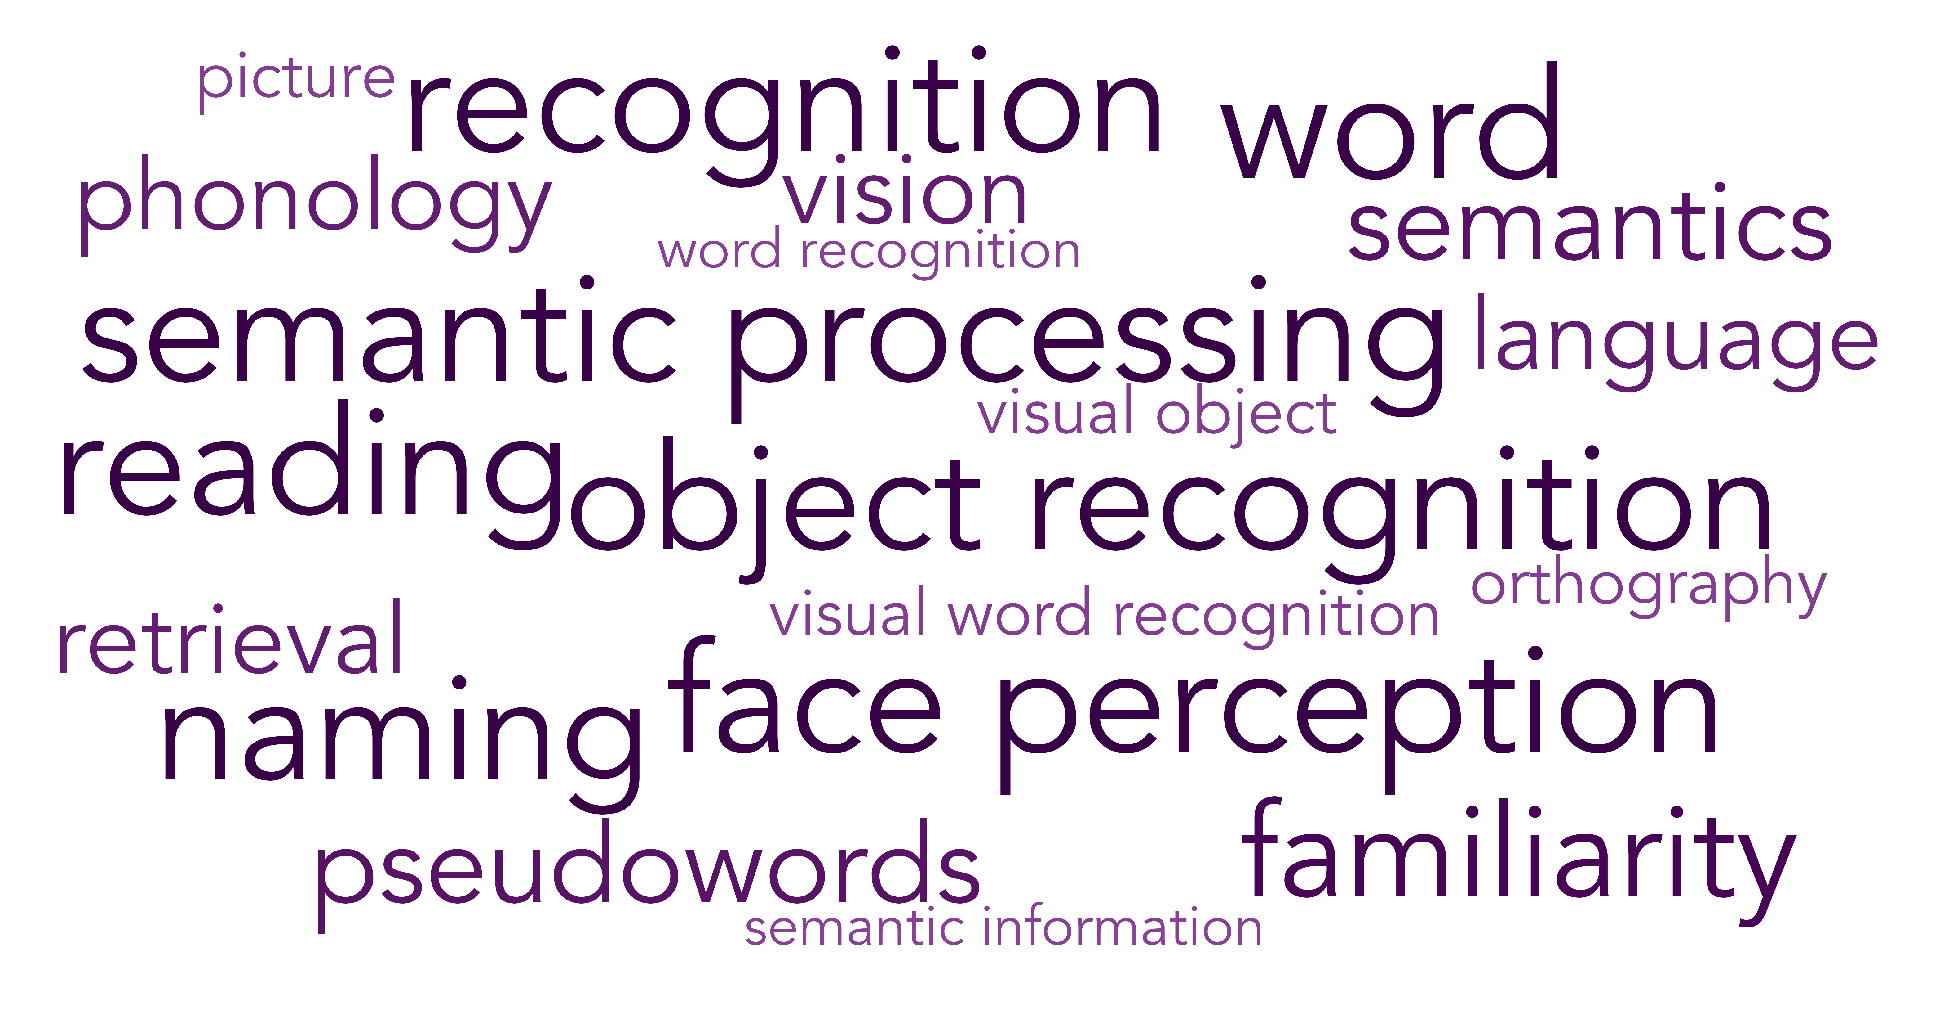 picture
recognition
word
phonology
vision
semantics
word recognition
semantic processing
language
visual object
reading
object recognition
orthography
visual word recognition
retrieval
face perception
naming
familiarity
pseudowords
semantic information